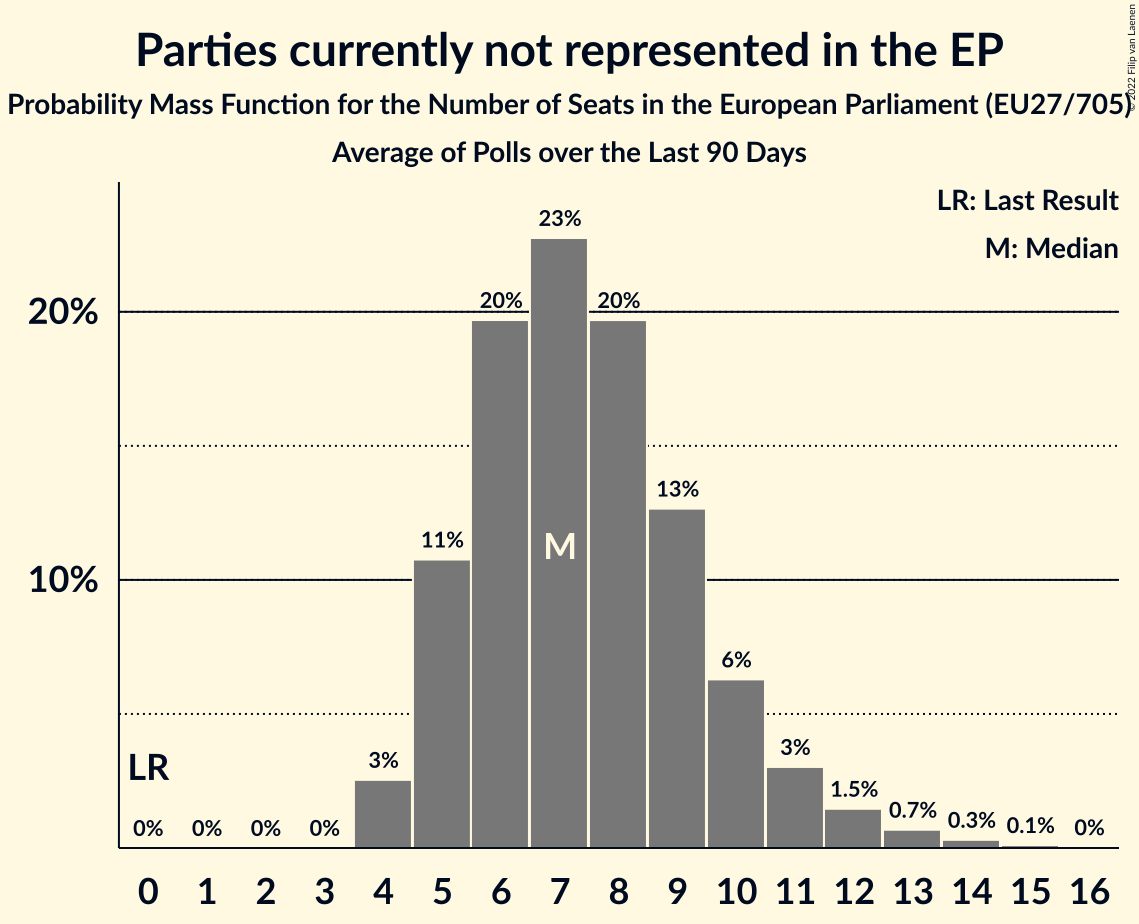 Parties currently not represented in the EP
Probability Mass Function for the Number of Seats in the European Parliament (EU27/705)
Average of Polls over the Last 90 Days
© 2022 Filip van Laenen
LR: Last Result
M: Median
20%
10%
LR
M
0% 0% 0% 0% 3% 11% 20% 23% 20% 13% 6% 3% 1.5% 0.7% 0.3% 0.1% 0%
0 1 2 3 4 5 6 7 8 9 10 11 12 13 14 15 16